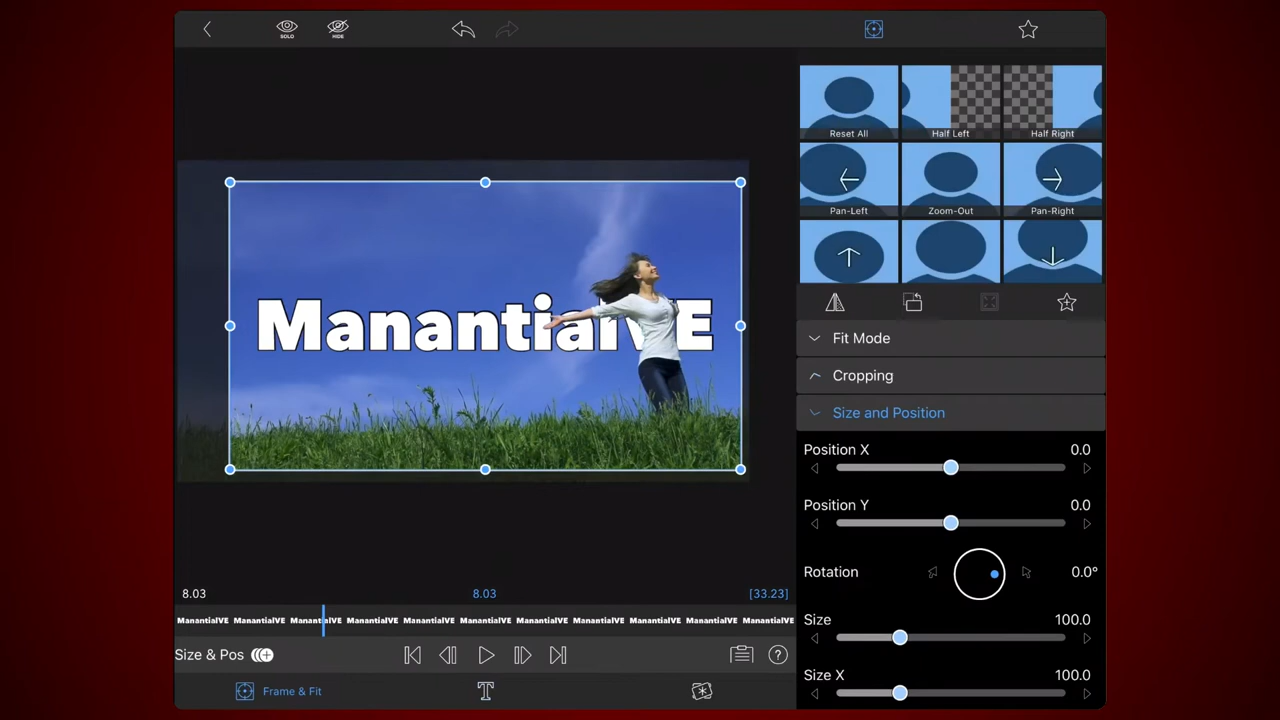 SOLO
HIDE
Reset All
Half Left
Half Right
Pan-Left
Zoom-Out
Pan-Right
ManantialVE
Fit Mode
Cropping
Size and Position
Position X 0.0
Position Y 0.0
Rotation 0.0°
Size 100.0
Size X 100.0
8.03 8.03 [33.23]
ManantialVE ManantialVE ManantialVE ManantialVE ManantialVE ManantialVE ManantialVE ManantialVE ManantialVE ManantialVE ManantialVE
Size & Pos
?
Frame & Fit
T